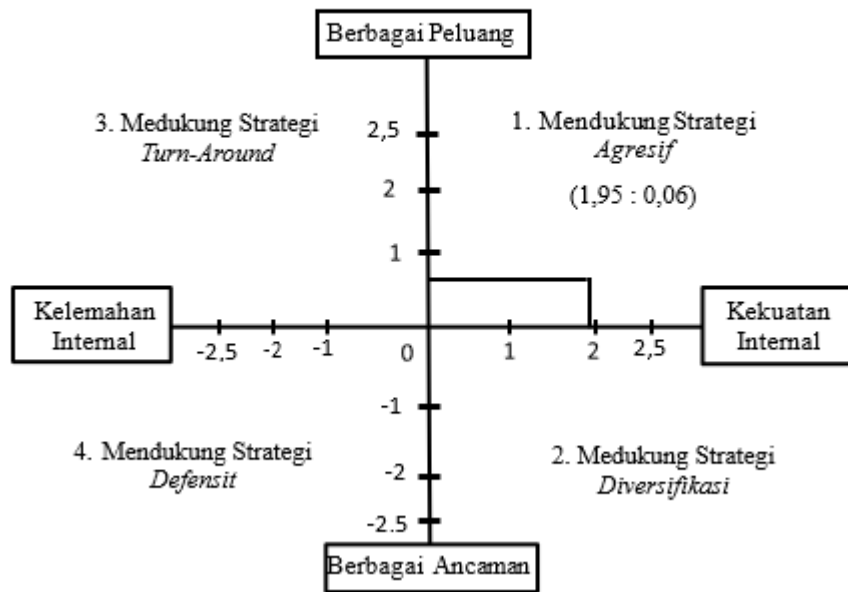 Berbagai Peluang
3. Medukung Strategi
Turn-Around
1. Mendukung Strategi
Agresif
(1,95 : 0,06)
2,5
2
1
Kelemahan
Internal
Kekuatan
Internal
-2,5
-2
-1
0
1
2
2,5
-1
-2
-2.5
4. Mendukung Strategi
Defensit
2. Medukung Strategi
Diversifikasi
Berbagai Ancaman